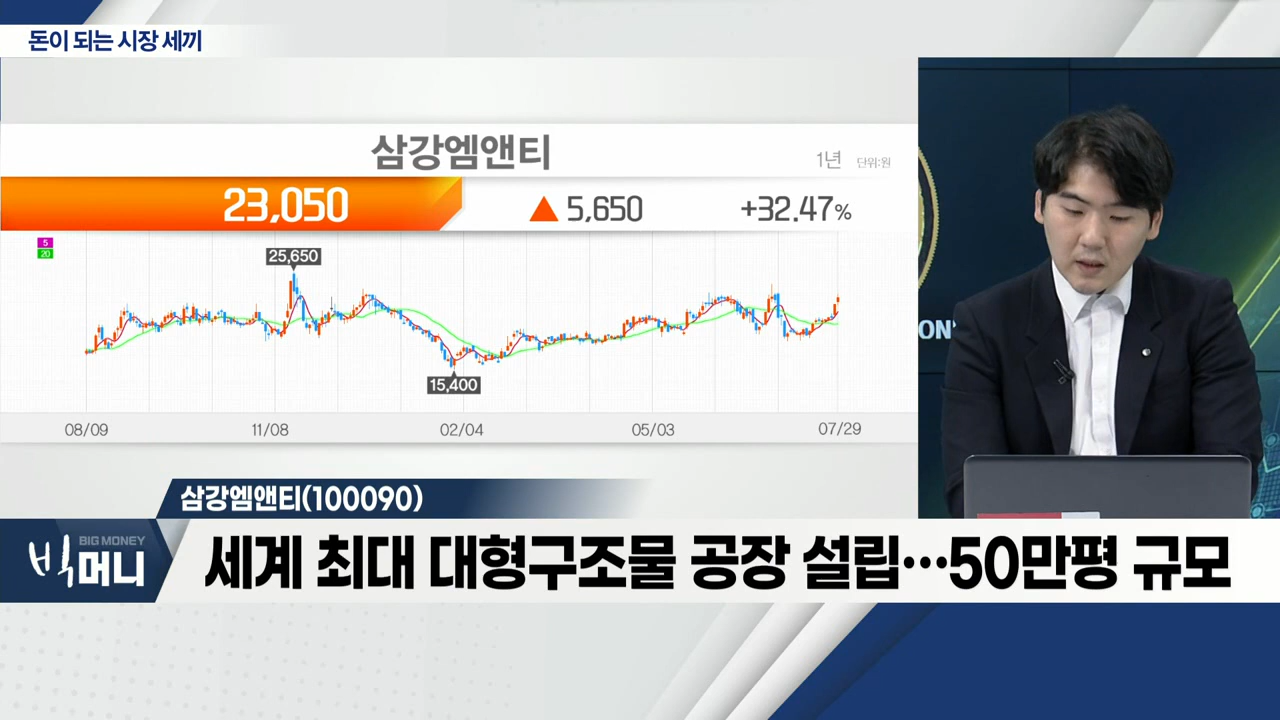 돈이 되는 시장 세끼
삼강엠앤티
1년 단위:원
23,050 ▲ 5,650 +32.47%
5
20
25,650
15,400
08/09 11/08 02/04 05/03 07/29
ON
삼강엠앤티(100090)
BIG MONEY
빅머니
세계 최대 대형구조물 공장 설립…50만평 규모